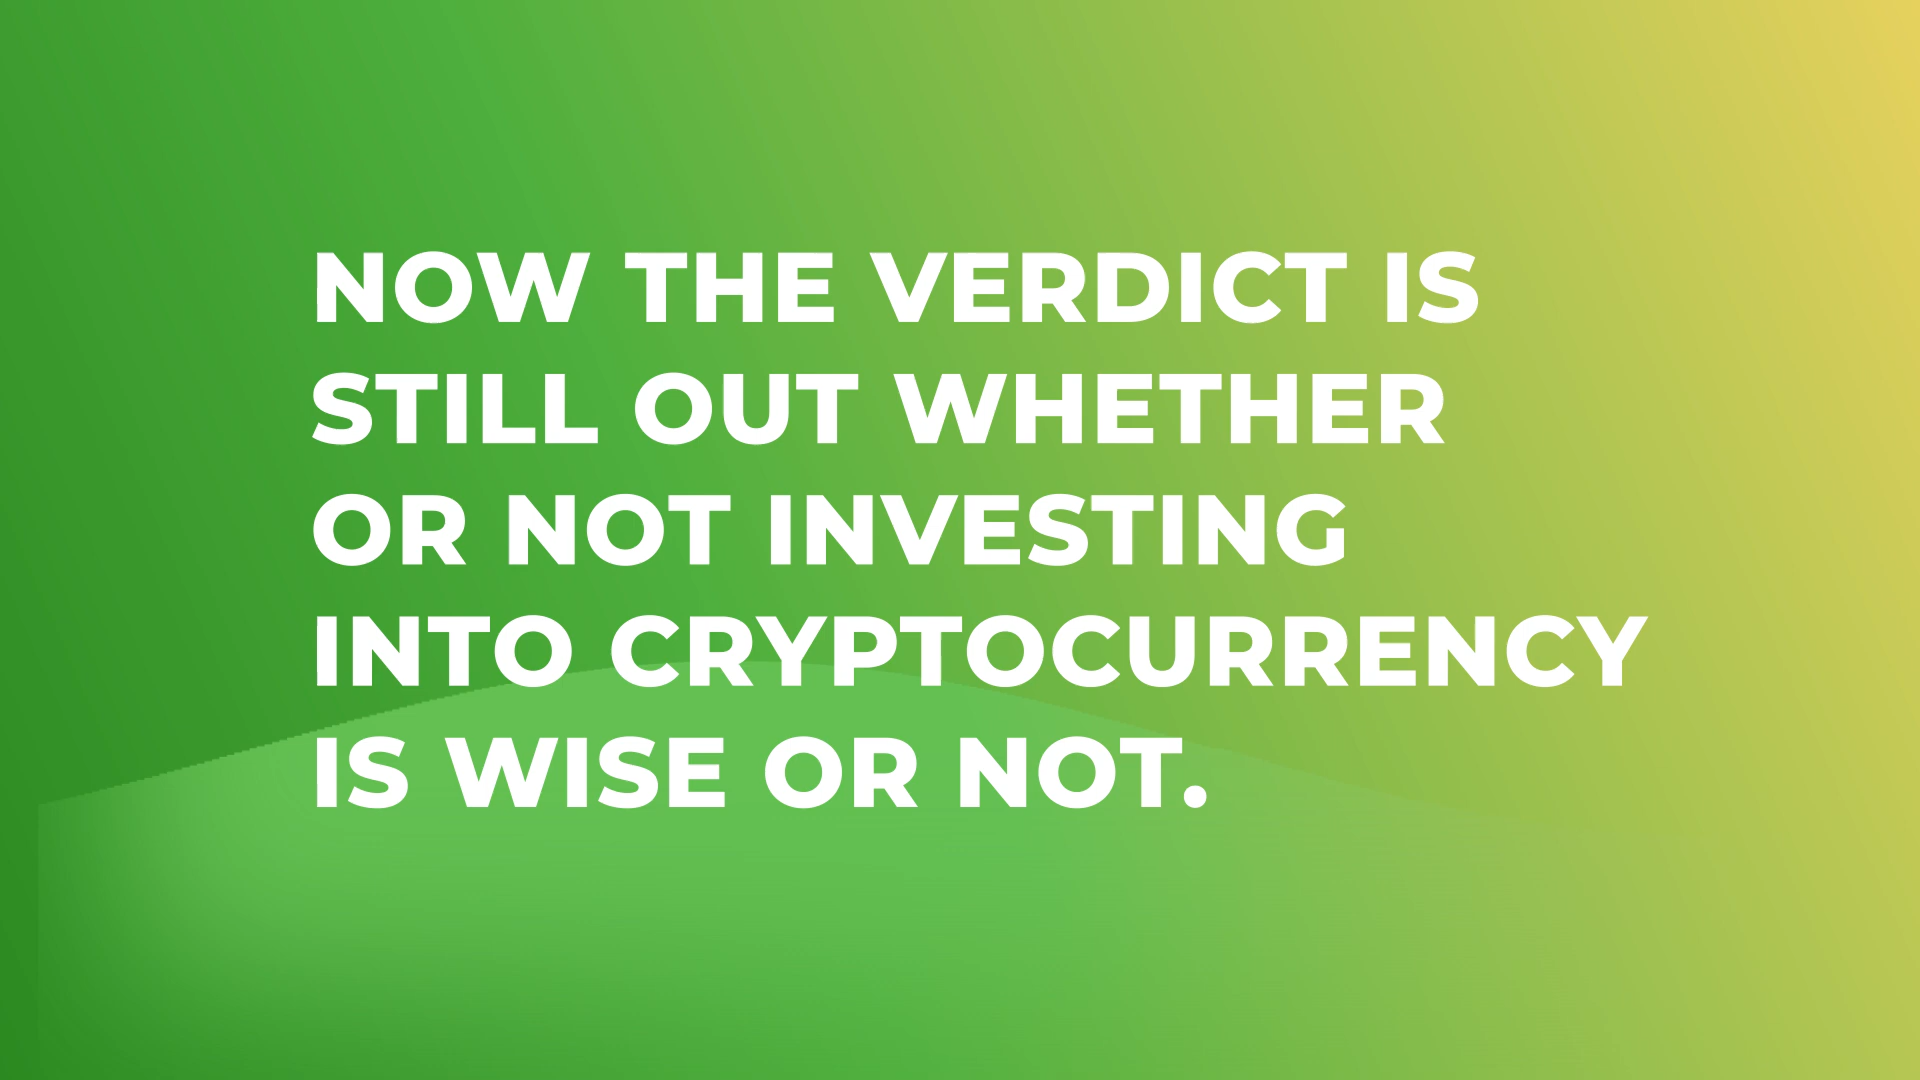 NOW THE VERDICT IS
STILL OUT WHETHER
OR NOT INVESTING
INTO CRYPTOCURRENCY
IS WISE OR NOT.